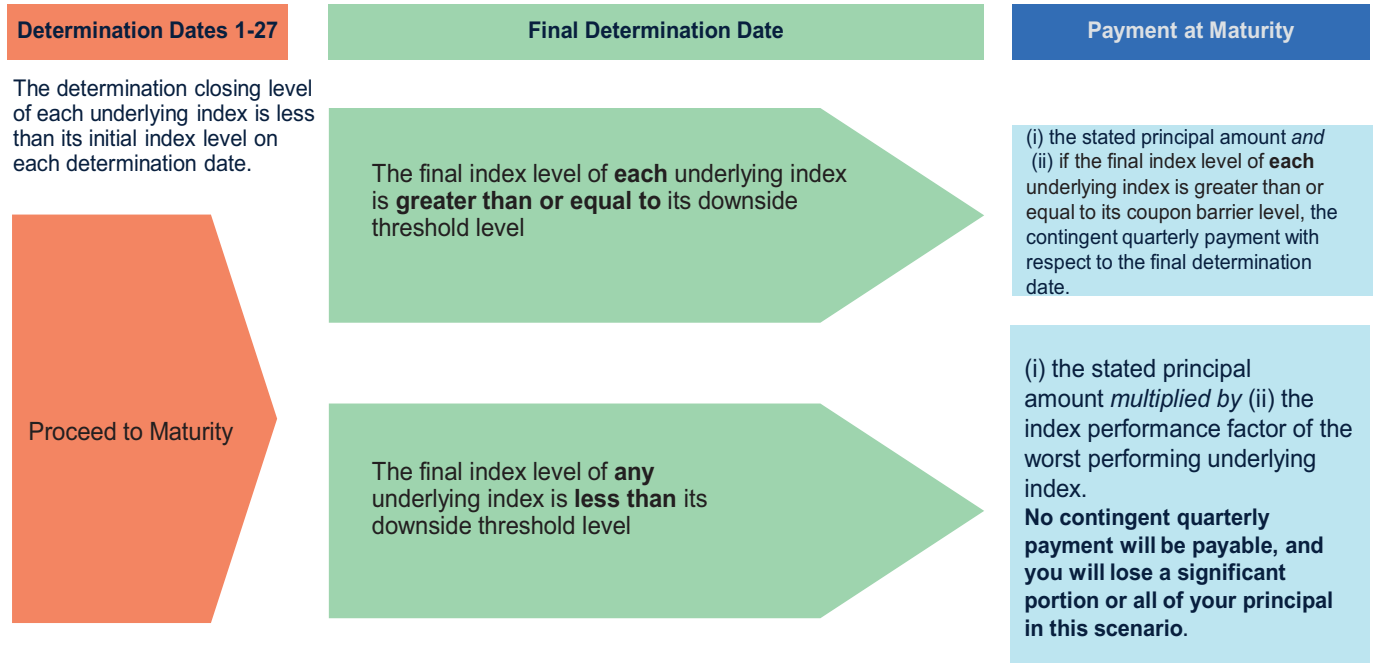 Determination Dates 1-27
Final Determination Date
Payment at Maturity
The determination closing level
of each underlying index is less
than its initial index level on
each determination date.
Proceed to Maturity
The final index level of each underlying index
is greater than or equal to its downside
threshold level
(i) the stated principal amount and
(ii) if the final index level of each
underlying index is greater than or
equal to its coupon barrier level, the
contingent quarterly payment with
respect to the final determination
date.
The final index level of any
underlying index is less than its
downside threshold level
(i) the stated principal
amount multiplied by (ii) the
index performance factor of the
worst performing underlying
index.
No contingent quarterly
payment will be payable, and
you will lose a significant
portion or all of your principal
in this scenario.